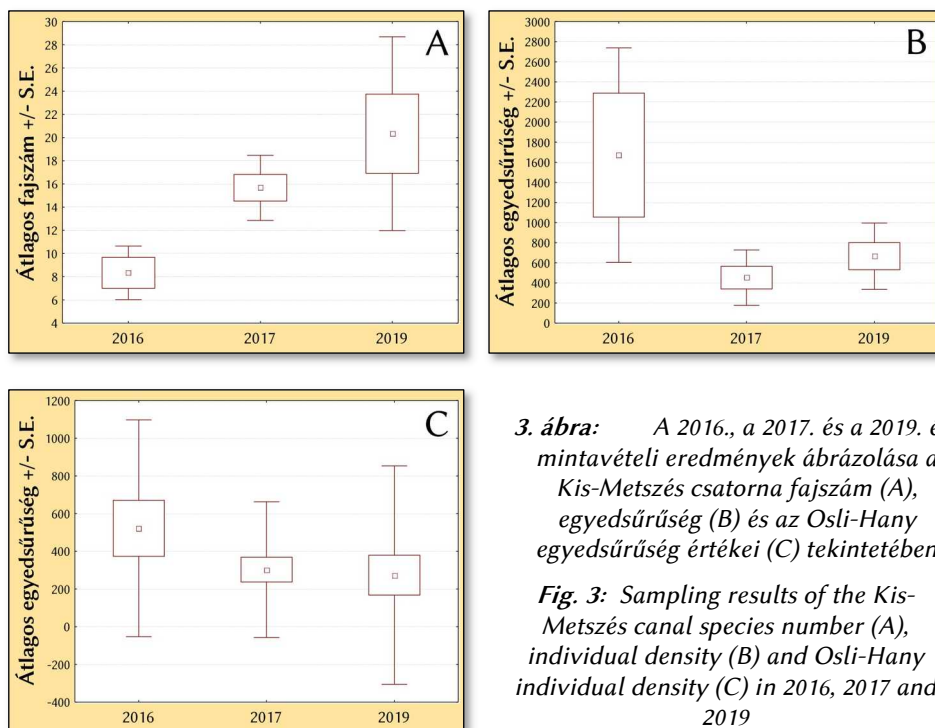 A
Átlagos fajszám +/- S.E.
30
28
26
24
22
20
18
16
14
12
10
8
6
4
2016 2017 2019
B
Átlagos egyedsűrűség +/- S.E.
3000
2800
2600
2400
2200
2000
1800
1600
1400
1200
1000
800
600
400
200
0
2016 2017 2019
C
Átlagos egyedsűrűség +/- S.E.
1200
1000
800
600
400
200
0
-200
-400
2016 2017 2019
3. ábra: A 2016., a 2017. és a 2019.
mintavételi eredmények ábrázolása a
Kis-Metszés csatorna fajszám (A),
egyedsűrűség (B) és az Osli-Hany
egyedsűrűség értékei (C) tekintetében
Fig. 3: Sampling results of the Kis-
Metszés canal species number (A),
individual density (B) and Osli-Hany
individual density (C) in 2016, 2017 and
2019